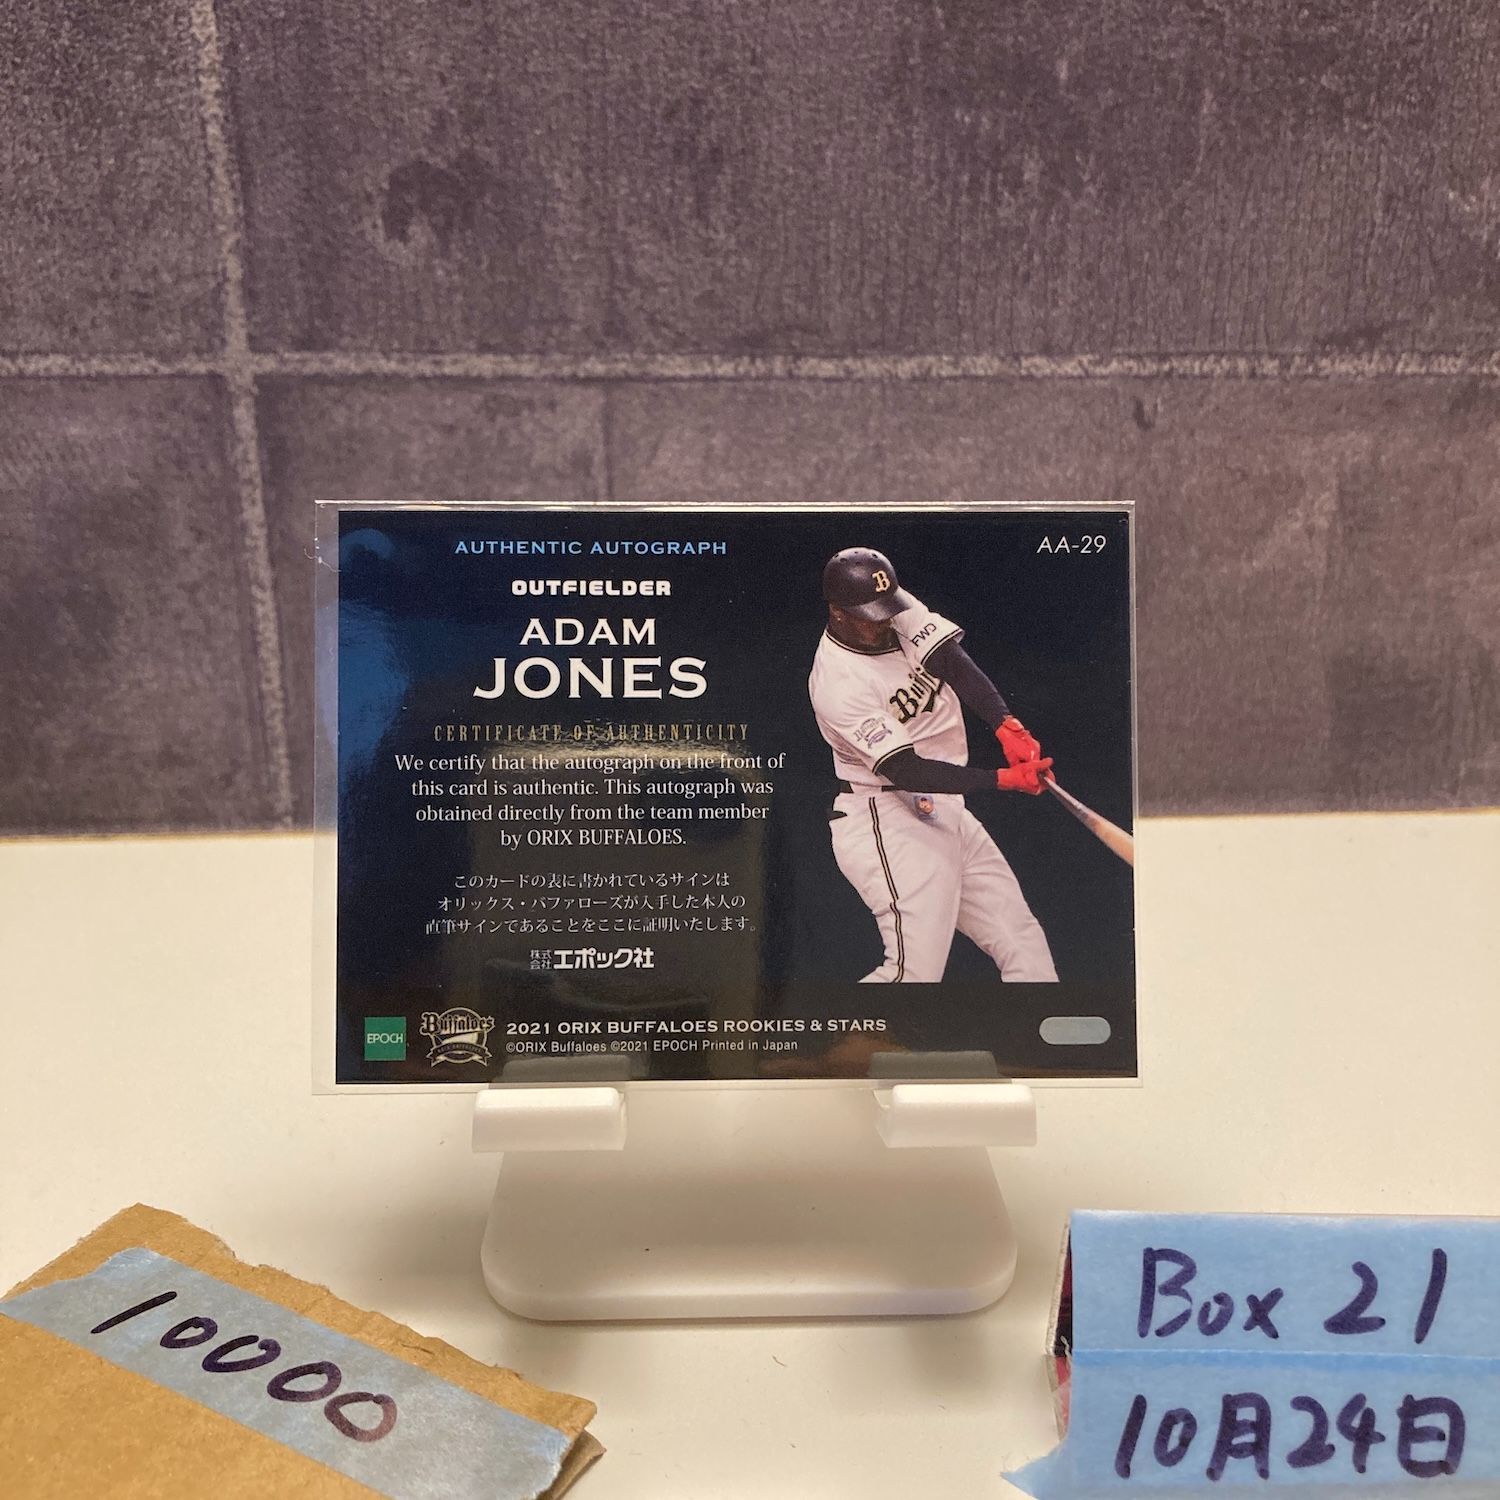 AUTHENTIC AUTOGRAPH
AA-29
OUTFIELDER
ADAM
JONES
CERTIFICATE OF AUTHENTICITY
We certify that the autograph on the front of
this card is authentic. This autograph was
obtained directly from the team member
by ORIX BUFFALOES.
このカードの表に書かれているサインは
オリックス・バファローズが入手した本人の
直筆サインであることをここに証明いたします。
株式会社エポック社
B
FWD
Buffaloes
EPOCH
Buffaloes
2021 ORIX BUFFALOES ROOKIES & STARS
©ORIX Buffaloes ©2021 EPOCH Printed in Japan
10000
Box 21
10月24日